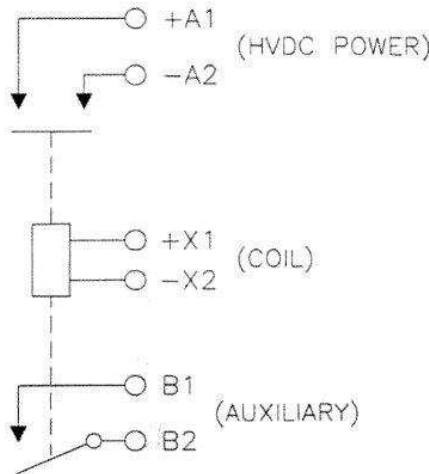 +A1
(HVDC POWER)
-A2
+X1
(COIL)
-X2
B1
(AUXILIARY)
B2